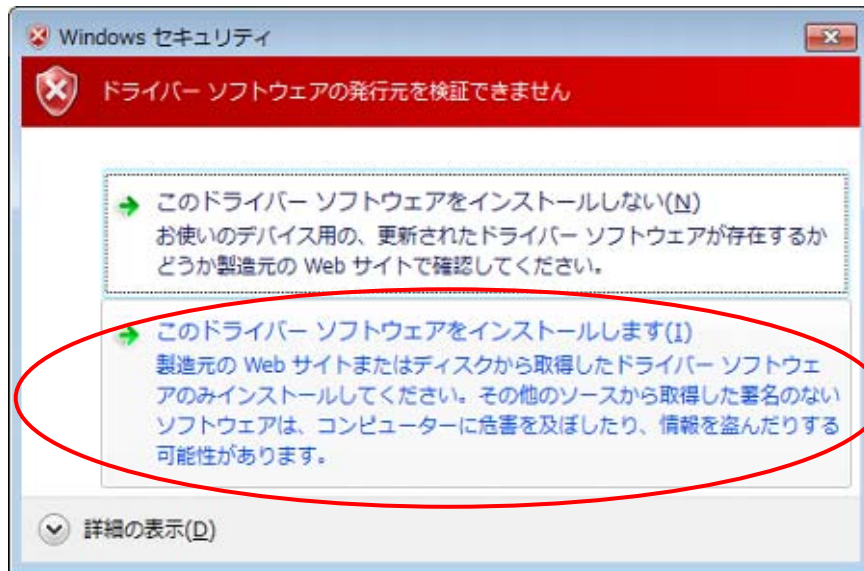 Windows セキュリティ
ドライバー ソフトウェアの発行元を検証できません
このドライバー ソフトウェアをインストールしない(N)
お使いのデバイス用の、更新されたドライバー ソフトウェアが存在するか
どうか製造元の Web サイトで確認してください。
このドライバー ソフトウェアをインストールします(I)
製造元の Web サイトまたはディスクから取得したドライバー ソフトウェ
アのみインストールしてください。その他のソースから取得した署名のない
ソフトウェアは、コンピューターに危害を及ぼしたり、情報を盗んだりする
可能性があります。
詳細の表示(D)